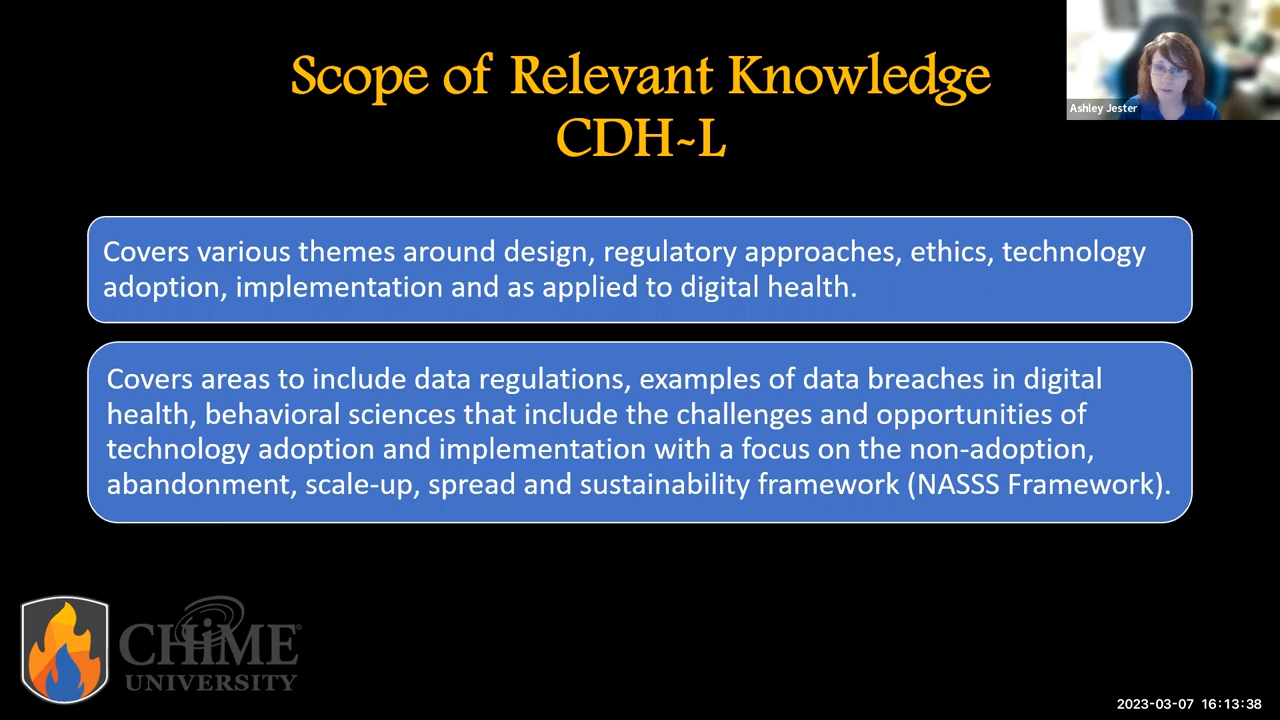 Scope of Relevant Knowledge
CDH~L
Ashley Jester
Covers various themes around design, regulatory approaches, ethics, technology
adoption, implementation and as applied to digital health.
Covers areas to include data regulations, examples of data breaches in digital
health, behavioral sciences that include the challenges and opportunities of
technology adoption and implementation with a focus on the non-adoption,
abandonment, scale-up, spread and sustainability framework (NASSS Framework).
CHiME®
UNIVERSITY
2023-03-07 16:13:38